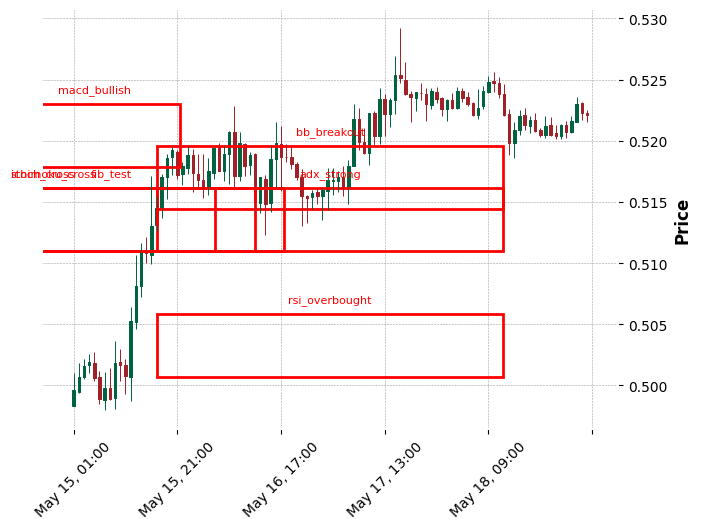 0.530
macd_bullish
0.525
bb_breakout
0.520
fib_test
adx_strong
0.515
Price
0.510
rsi_overbought
0.505
0.500
May 15, 01:00
May 15, 21:00
May 16, 17:00
May 17, 13:00
May 18, 09:00